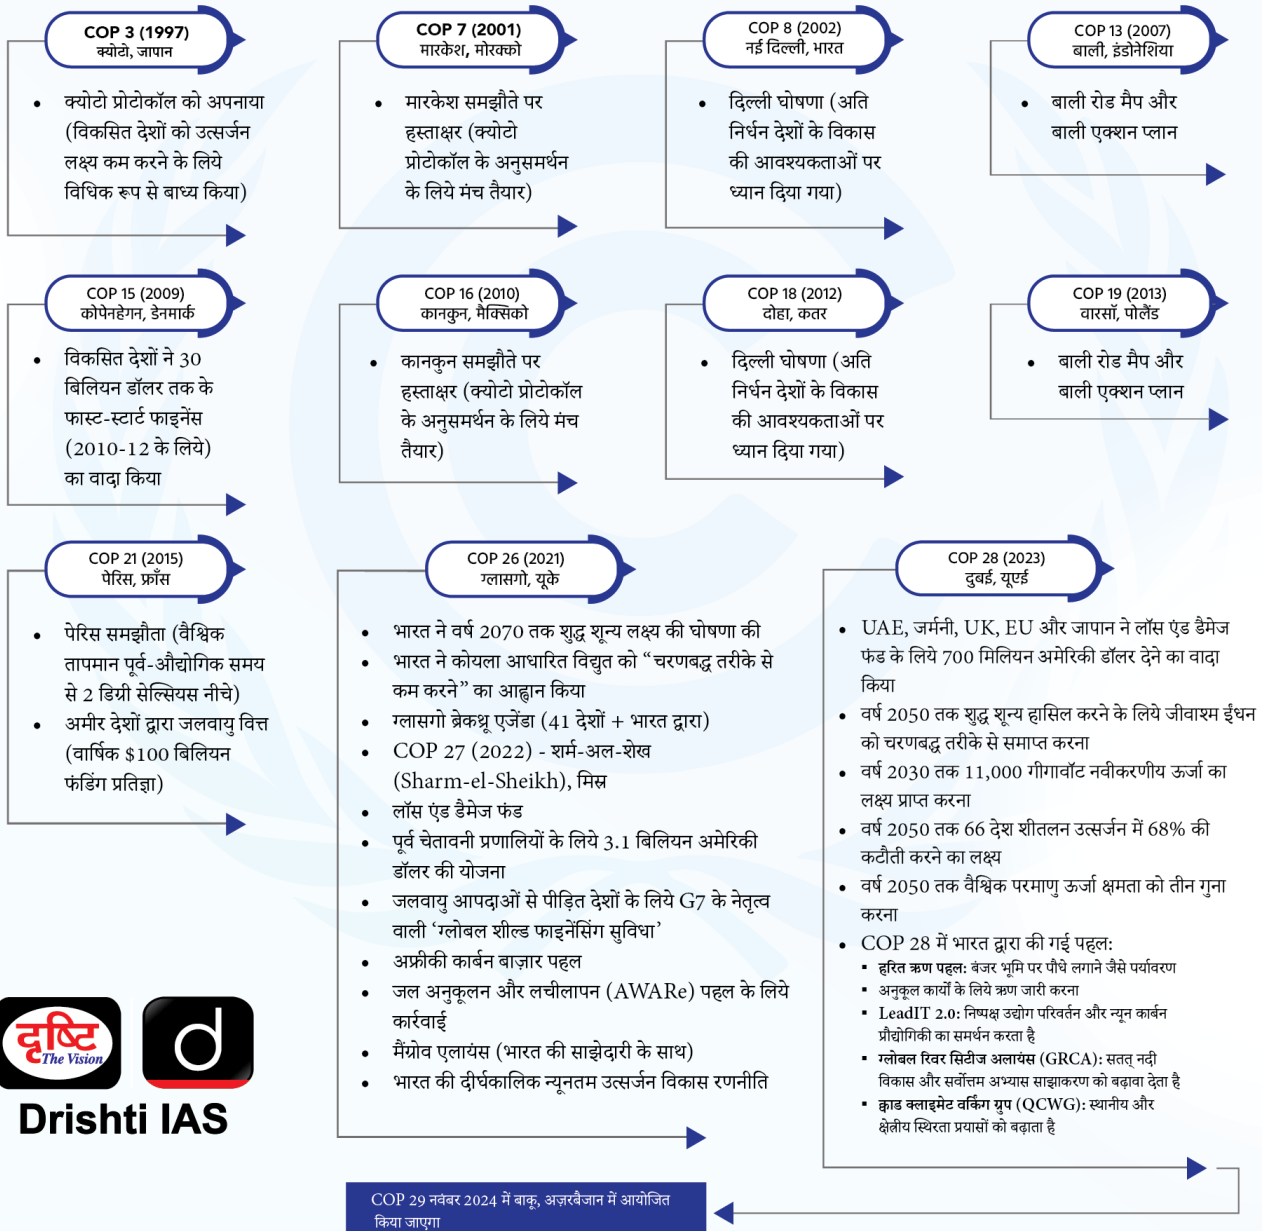 COP 3 (1997)
क्योटो, जापान
• क्योटो प्रोटोकॉल को अपनाया
(विकसित देशों को उत्सर्जन
लक्ष्य कम करने के लिये
विधिक रूप से बाध्य किया)
COP 7 (2001)
मारकेश, मोरक्को
• मारकेश समझौते पर
हस्ताक्षर (क्योटो
प्रोटोकॉल के अनुसमर्थन
के लिये मंच तैयार)
COP 8 (2002)
नई दिल्ली, भारत
• दिल्ली घोषणा (अति
निर्धन देशों के विकास
की आवश्यकताओं पर
ध्यान दिया गया)
COP 13 (2007)
बाली, इंडोनेशिया
• बाली रोड मैप और
बाली एक्शन प्लान
COP 15 (2009)
कोपेनहेगन, डेनमार्क
• विकसित देशों ने 30
बिलियन डॉलर तक के
फास्ट-स्टार्ट फाइनेंस
(2010-12 के लिये)
का वादा किया
COP 16 (2010)
कानकुन, मैक्सिको
• कानकुन समझौते पर
हस्ताक्षर (क्योटो प्रोटोकॉल
के अनुसमर्थन के लिये मंच
तैयार)
COP 18 (2012)
दोहा, कतर
• दिल्ली घोषणा (अति
निर्धन देशों के विकास
की आवश्यकताओं पर
ध्यान दिया गया)
COP 19 (2013)
वारसॉ, पोलैंड
• बाली रोड मैप और
बाली एक्शन प्लान
COP 21 (2015)
पेरिस, फ्राँस
• पेरिस समझौता (वैश्विक
तापमान पूर्व-औद्योगिक समय
से 2 डिग्री सेल्सियस नीचे)
• अमीर देशों द्वारा जलवायु वित्त
(वार्षिक $100 बिलियन
फंडिंग प्रतिज्ञा)
COP 26 (2021)
ग्लासगो, यूके
• भारत ने वर्ष 2070 तक शुद्ध शून्य लक्ष्य की घोषणा की
• भारत ने कोयला आधारित विद्युत को “चरणबद्ध तरीके से
कम करने” का आह्वान किया
• ग्लासगो ब्रेकथ्रू एजेंडा (41 देशों + भारत द्वारा)
• COP 27 (2022) - शर्म-अल-शेख
(Sharm-el-Sheikh), मिस्र
• लॉस एंड डैमेज फंड
• पूर्व चेतावनी प्रणालियों के लिये 3.1 बिलियन अमेरिकी
डॉलर की योजना
• जलवायु आपदाओं से पीड़ित देशों के लिये G7 के नेतृत्व
वाली ‘ग्लोबल शील्ड फाइनेंसिंग सुविधा’
• अफ्रीकी कार्बन बाज़ार पहल
• जल अनुकूलन और लचीलापन (AWARe) पहल के लिये
कार्रवाई
• मैंग्रोव एलायंस (भारत की साझेदारी के साथ)
• भारत की दीर्घकालिक न्यूनतम उत्सर्जन विकास रणनीति
COP 28 (2023)
दुबई, यूएई
• UAE, जर्मनी, UK, EU और जापान ने लॉस एंड डैमेज
फंड के लिये 700 मिलियन अमेरिकी डॉलर देने का वादा
किया
• वर्ष 2050 तक शुद्ध शून्य हासिल करने के लिये जीवाश्म ईंधन
को चरणबद्ध तरीके से समाप्त करना
• वर्ष 2030 तक 11,000 गीगावॉट नवीकरणीय ऊर्जा का
लक्ष्य प्राप्त करना
• वर्ष 2050 तक 66 देश शीतलन उत्सर्जन में 68% की
कटौती करने का लक्ष्य
• वर्ष 2050 तक वैश्विक परमाणु ऊर्जा क्षमता को तीन गुना
करना
• COP 28 में भारत द्वारा की गई पहल:
▪ हरित ऋण पहल: बंजर भूमि पर पौधे लगाने जैसे पर्यावरण
▪ अनुकूल कार्यों के लिये ऋण जारी करना
▪ LeadIT 2.0: निष्पक्ष उद्योग परिवर्तन और न्यून कार्बन
प्रौद्योगिकी का समर्थन करता है
▪ ग्लोबल रिवर सिटीज अलायंस (GRCA): सतत् नदी
विकास और सर्वोत्तम अभ्यास साझाकरण को बढ़ावा देता है
▪ क्वाड क्लाइमेट वर्किंग ग्रुप (QCWG): स्थानीय और
क्षेत्रीय स्थिरता प्रयासों को बढ़ाता है
दृष्टि
The Vision
d
Drishti IAS
COP 29 नवंबर 2024 में बाकू, अज़रबैजान में आयोजित
किया जाएगा